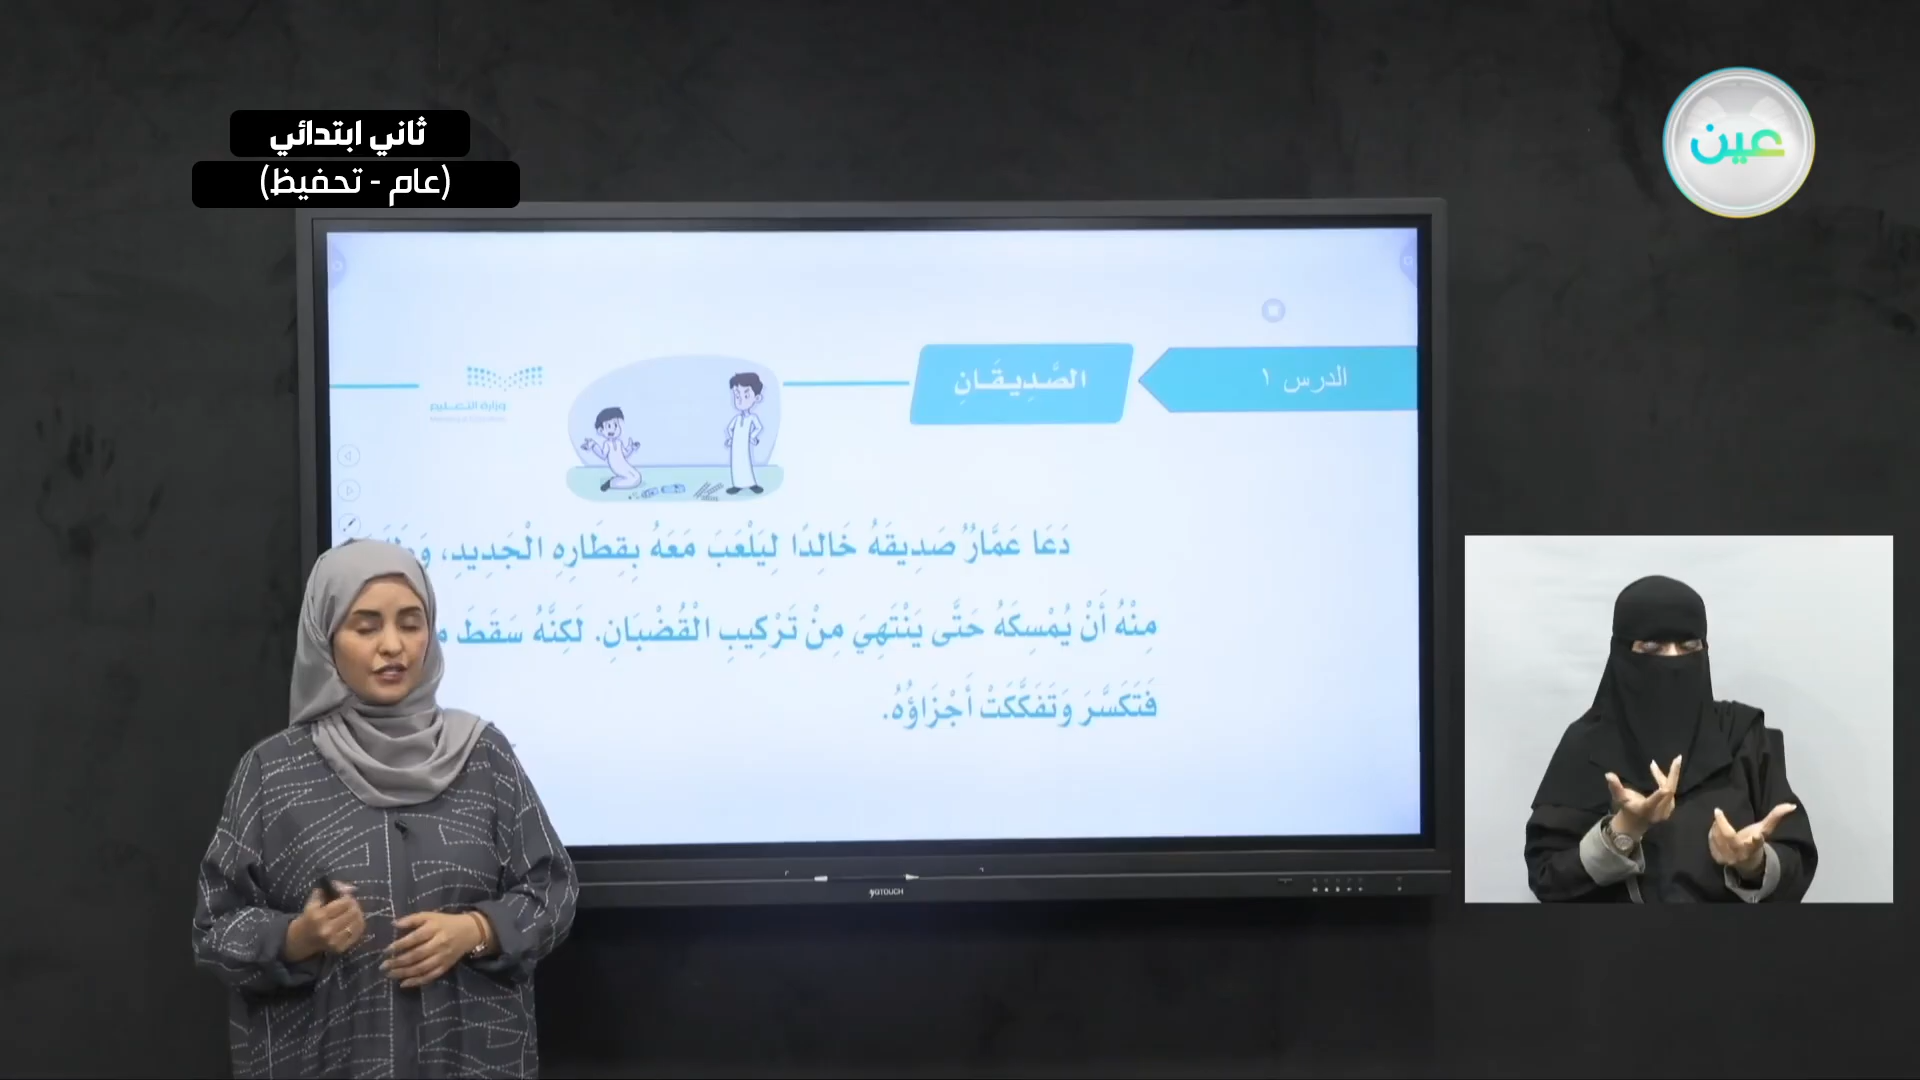 ثاني ابتدائي
(عام - تحفيظ)
عين
الدرس ١
الصَّدِيقَانِ
وزارة التعليم
دَعَا عَمَّارٌ صَدِيقَهُ خَالِدًا لِيَلْعَبَ مَعَهُ بِقِطَارِهِ الْجَدِيدِ،
مِنْهُ أَنْ يُمْسِكَهُ حَتَّى يَنْتَهِيَ مِنْ تَرْكِيبِ الْقُضْبَانِ. لَكِنَّهُ سَقَطَ
فَتَكَسَّرَ وَتَفَكَّكَتْ أَجْزَاؤُهُ.
QTOUCH